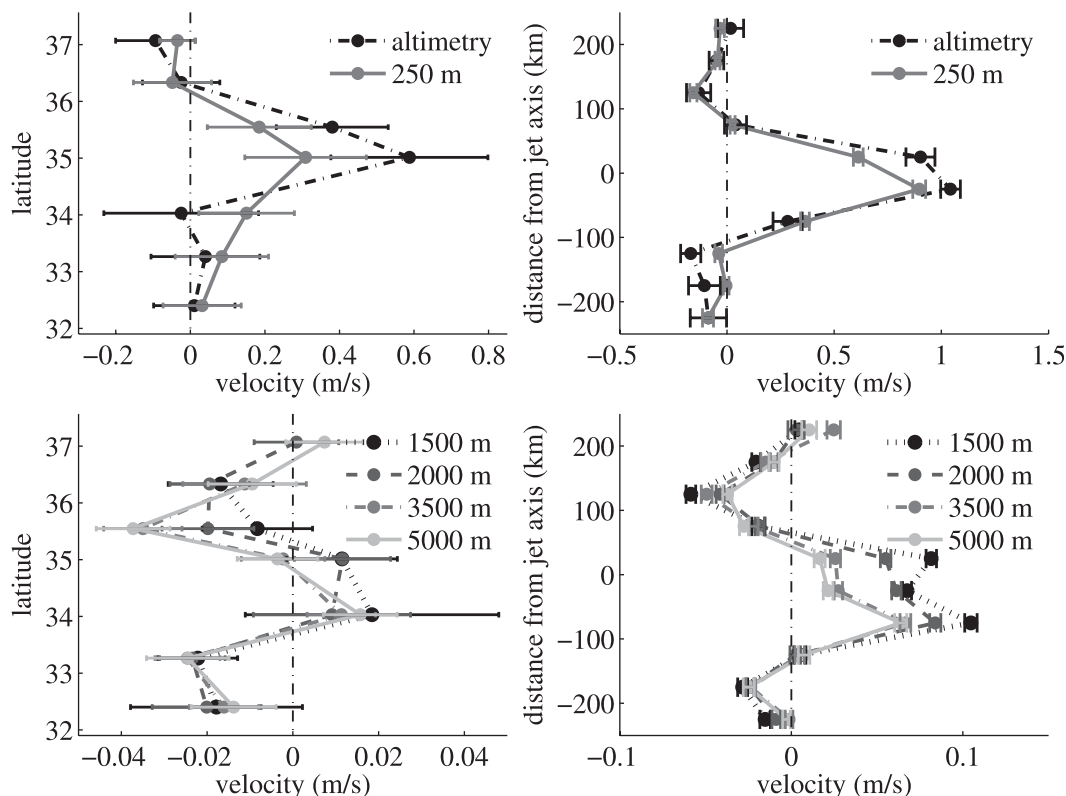 altimetry
250 m
37
36
35
34
33
32
latitude
−0.2 0 0.2 0.4 0.6 0.8
velocity (m/s)
altimetry
250 m
200
100
0
−100
−200
distance from jet axis (km)
−0.5 0 0.5 1 1.5
velocity (m/s)
1500 m
2000 m
3500 m
5000 m
37
36
35
34
33
32
latitude
−0.04 −0.02 0 0.02 0.04
velocity (m/s)
1500 m
2000 m
3500 m
5000 m
200
100
0
−100
−200
distance from jet axis (km)
−0.1 0 0.1
velocity (m/s)